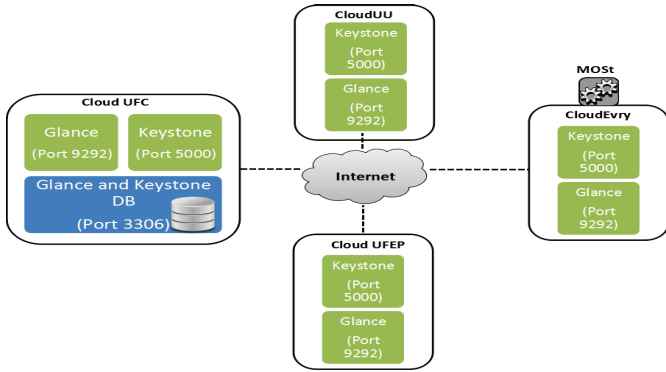 CloudUU
Keystone
(Port
5000)
Glance
(Port
9292)
MOSt
Cloud UFC
Glance
(Port 9292)
Keystone
(Port 5000)
Glance and Keystone
DB
(Port 3306)
Internet
CloudEvry
Keystone
(Port
5000)
Glance
(Port
9292)
Cloud UFEP
Keystone
(Port
5000)
Glance
(Port
9292)